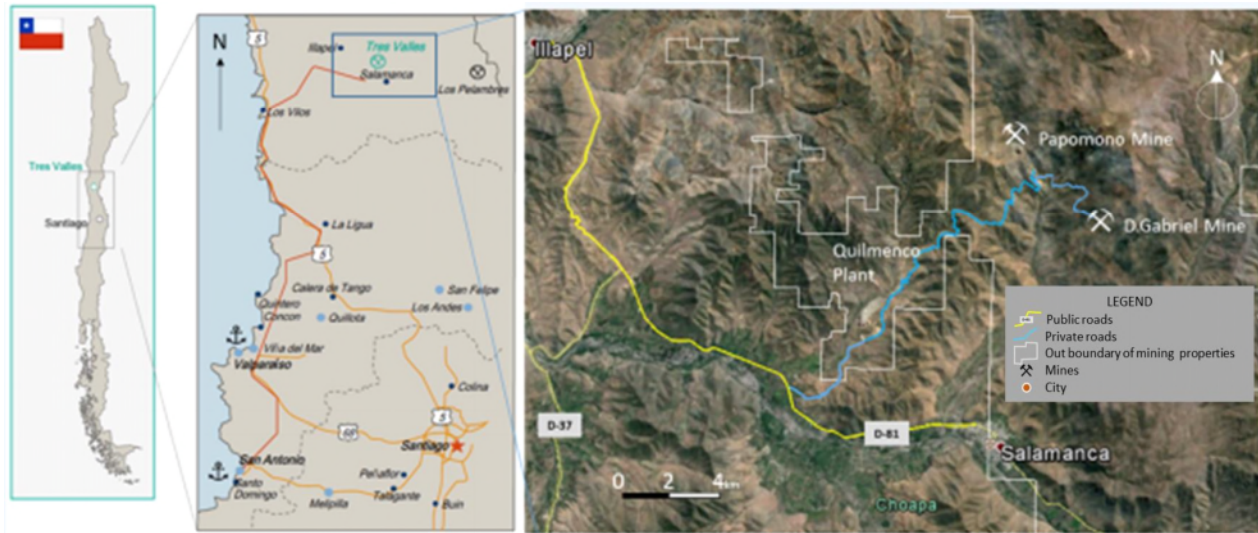 Tres Valles
Santiago
N
5
Illapel
Tres Valles
Salamanca
Los Pelambres
Los Vilos
La Ligua
5
Calera de Tango
San Felipe
Los Andes
Quintero
Concon
Quillota
Viña del Mar
Valparaiso
Colina
5
68
Santiago
San Antonio
Santo
Domingo
Peñaflor
Talagante
Melipilla
Buin
Illapel
N
Papomono Mine
D.Gabriel Mine
Quilmenco
Plant
LEGEND
Public roads
Private roads
Out boundary of mining properties
Mines
City
D-37
D-81
Salamanca
0 2 4km
Choapa